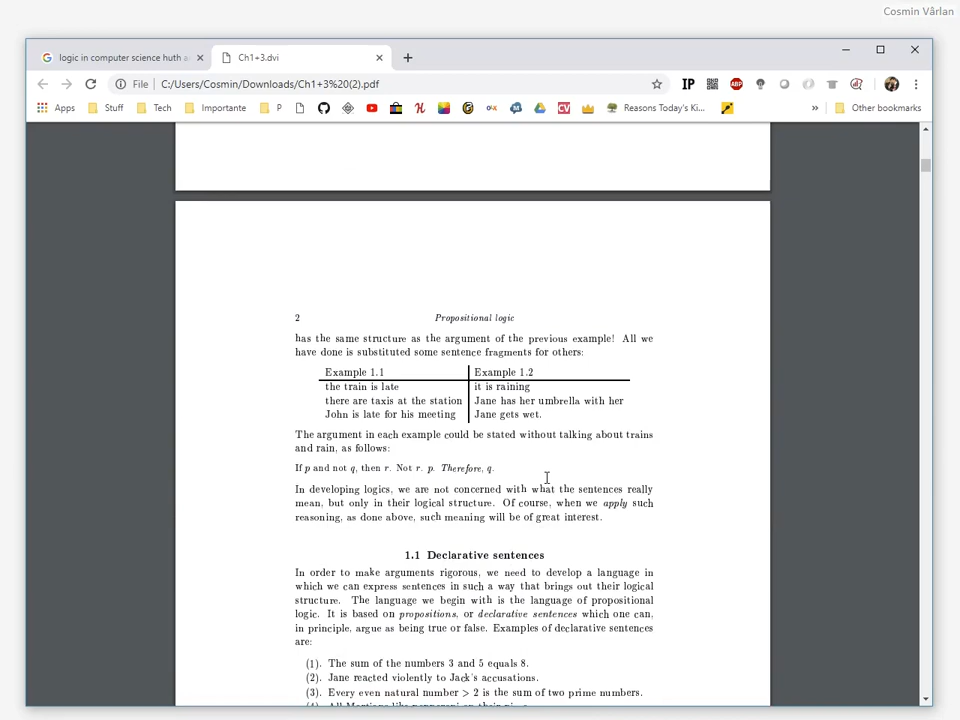 Cosmin Vârlan
logic in computer science huth a
Ch1+3.dvi
File
C:/Users/Cosmin/Downloads/Ch1+3%20(2).pdf
IP
ABP
Apps
Stuff
Tech
Importante
P
OLX
CV
Reasons Today's Ki...
»
Other bookmarks
2
Propositional logic
has the same structure as the argument of the previous example! All we
have done is substituted some sentence fragments for others:
Example 1.1
Example 1.2
the train is late
it is raining
there are taxis at the station
Jane has her umbrella with her
John is late for his meeting
Jane gets wet.
The argument in each example could be stated without talking about trains
and rain, as follows:
If p and not q, then r. Not r. p. Therefore, q.
In developing logics, we are not concerned with what the sentences really
mean, but only in their logical structure. Of course, when we apply such
reasoning, as done above, such meaning will be of great interest.
1.1 Declarative sentences
In order to make arguments rigorous, we need to develop a language in
which we can express sentences in such a way that brings out their logical
structure. The language we begin with is the language of propositional
logic. It is based on propositions, or declarative sentences which one can,
in principle, argue as being true or false. Examples of declarative sentences
are:
(1). The sum of the numbers 3 and 5 equals 8.
(2). Jane reacted violently to Jack's accusations.
(3). Every even natural number > 2 is the sum of two prime numbers.